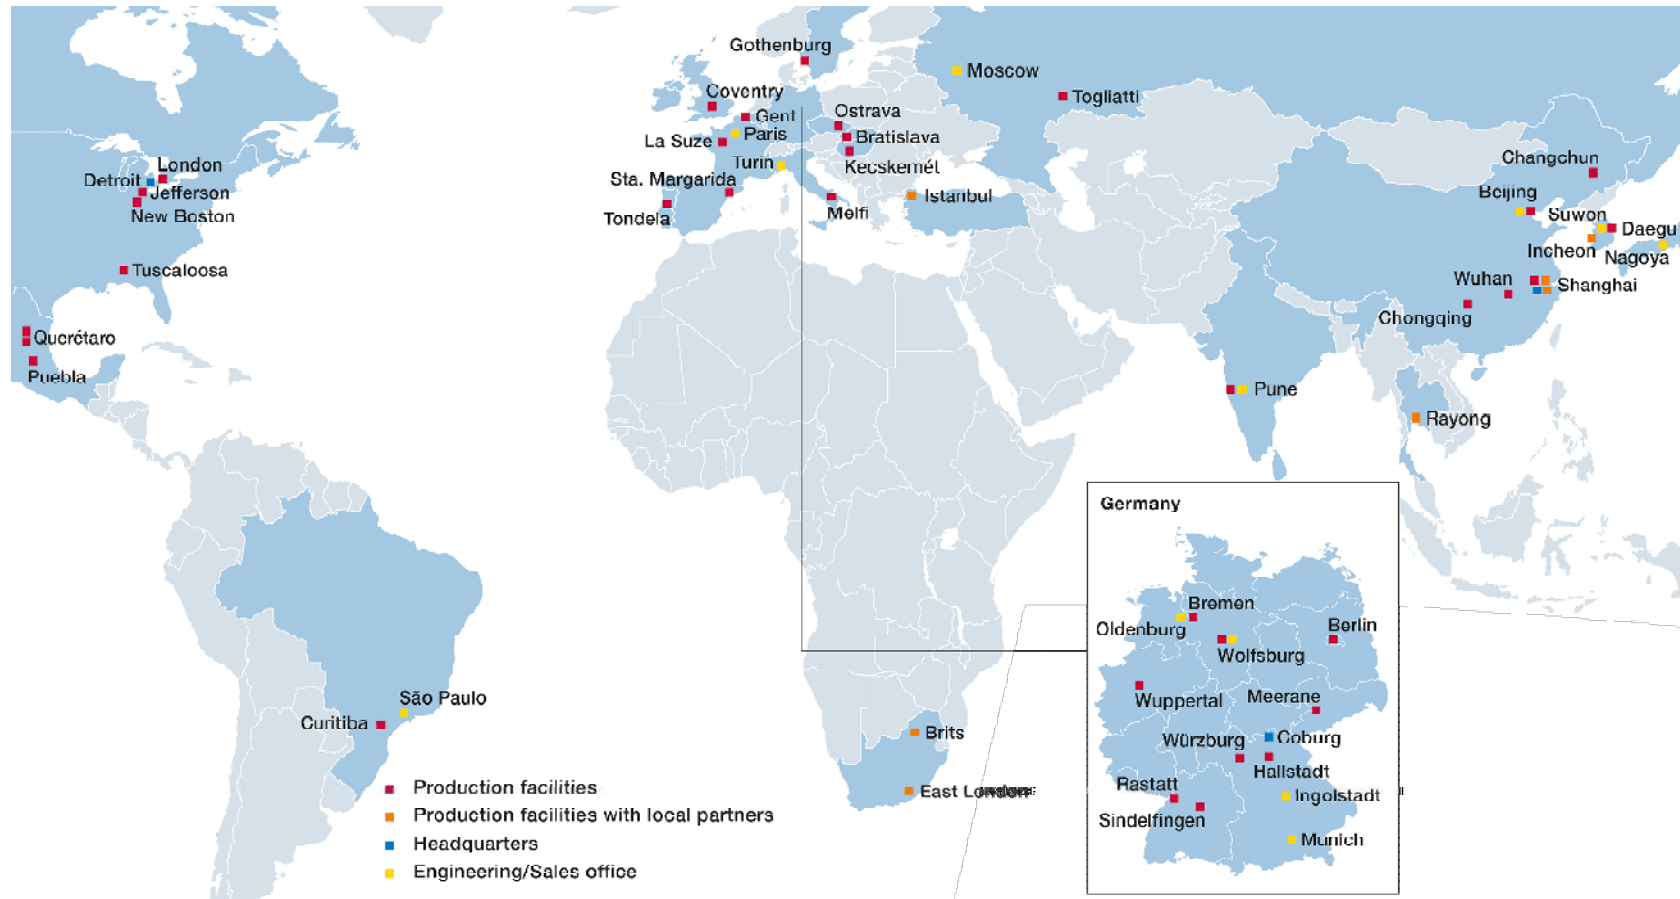 Gothenburg
Moscow
Coventry
Togliatti
Gent
Ostrava
Paris
Bratislava
La Suze
Kecskemét
Turin
Sta. Margarida
Istanbul
Tondela
Melfi
London
Detroit
Jefferson
New Boston
Tuscaloosa
Querétaro
Puebla
Changchun
Beijing
Suwon
Daegu
Incheon
Nagoya
Wuhan
Shanghai
Chongqing
Pune
Rayong
São Paulo
Curitiba
Brits
East London
Germany
Bremen
Oldenburg
Berlin
Wolfsburg
Wuppertal
Meerane
Würzburg
Coburg
Hallstadt
Rastatt
Ingolstadt
Sindelfingen
Munich
Production facilities
Production facilities with local partners
Headquarters
Engineering/Sales office